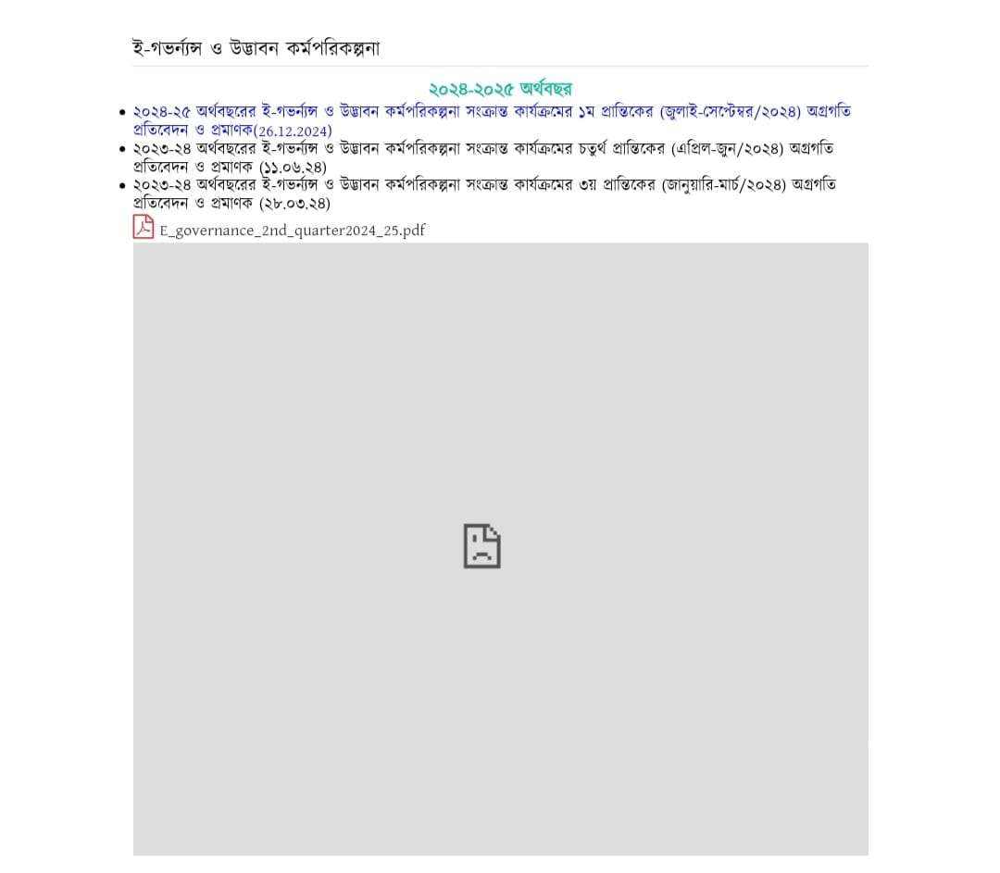 ই-গভর্ন্যন্স ও উদ্ভাবন কর্মপরিকল্পনা
২০২৪-২০২৫ অর্থবছর
২০২৪-২৫ অর্থবছরের ই-গভর্ন্যন্স ও উদ্ভাবন কর্মপরিকল্পনা সংক্রান্ত কার্যক্রমের ১ম প্রান্তিকের (জুলাই-সেপ্টেম্বর/২০২৪) অগ্রগতি
প্রতিবেদন ও প্রমাণক(26.12.2024)
২০২৩-২৪ অর্থবছরের ই-গভর্ন্যন্স ও উদ্ভাবন কর্মপরিকল্পনা সংক্রান্ত কার্যক্রমের চতুর্থ প্রান্তিকের (এপ্রিল-জুন/২০২৪) অগ্রগতি
প্রতিবেদন ও প্রমাণক (১১.০৬.২৪)
২০২৩-২৪ অর্থবছরের ই-গভর্ন্যন্স ও উদ্ভাবন কর্মপরিকল্পনা সংক্রান্ত কার্যক্রমের ৩য় প্রান্তিকের (জানুয়ারি-মার্চ/২০২৪) অগ্রগতি
প্রতিবেদন ও প্রমাণক (২৮.০৩.২৪)
E_governance_2nd_quarter2024_25.pdf